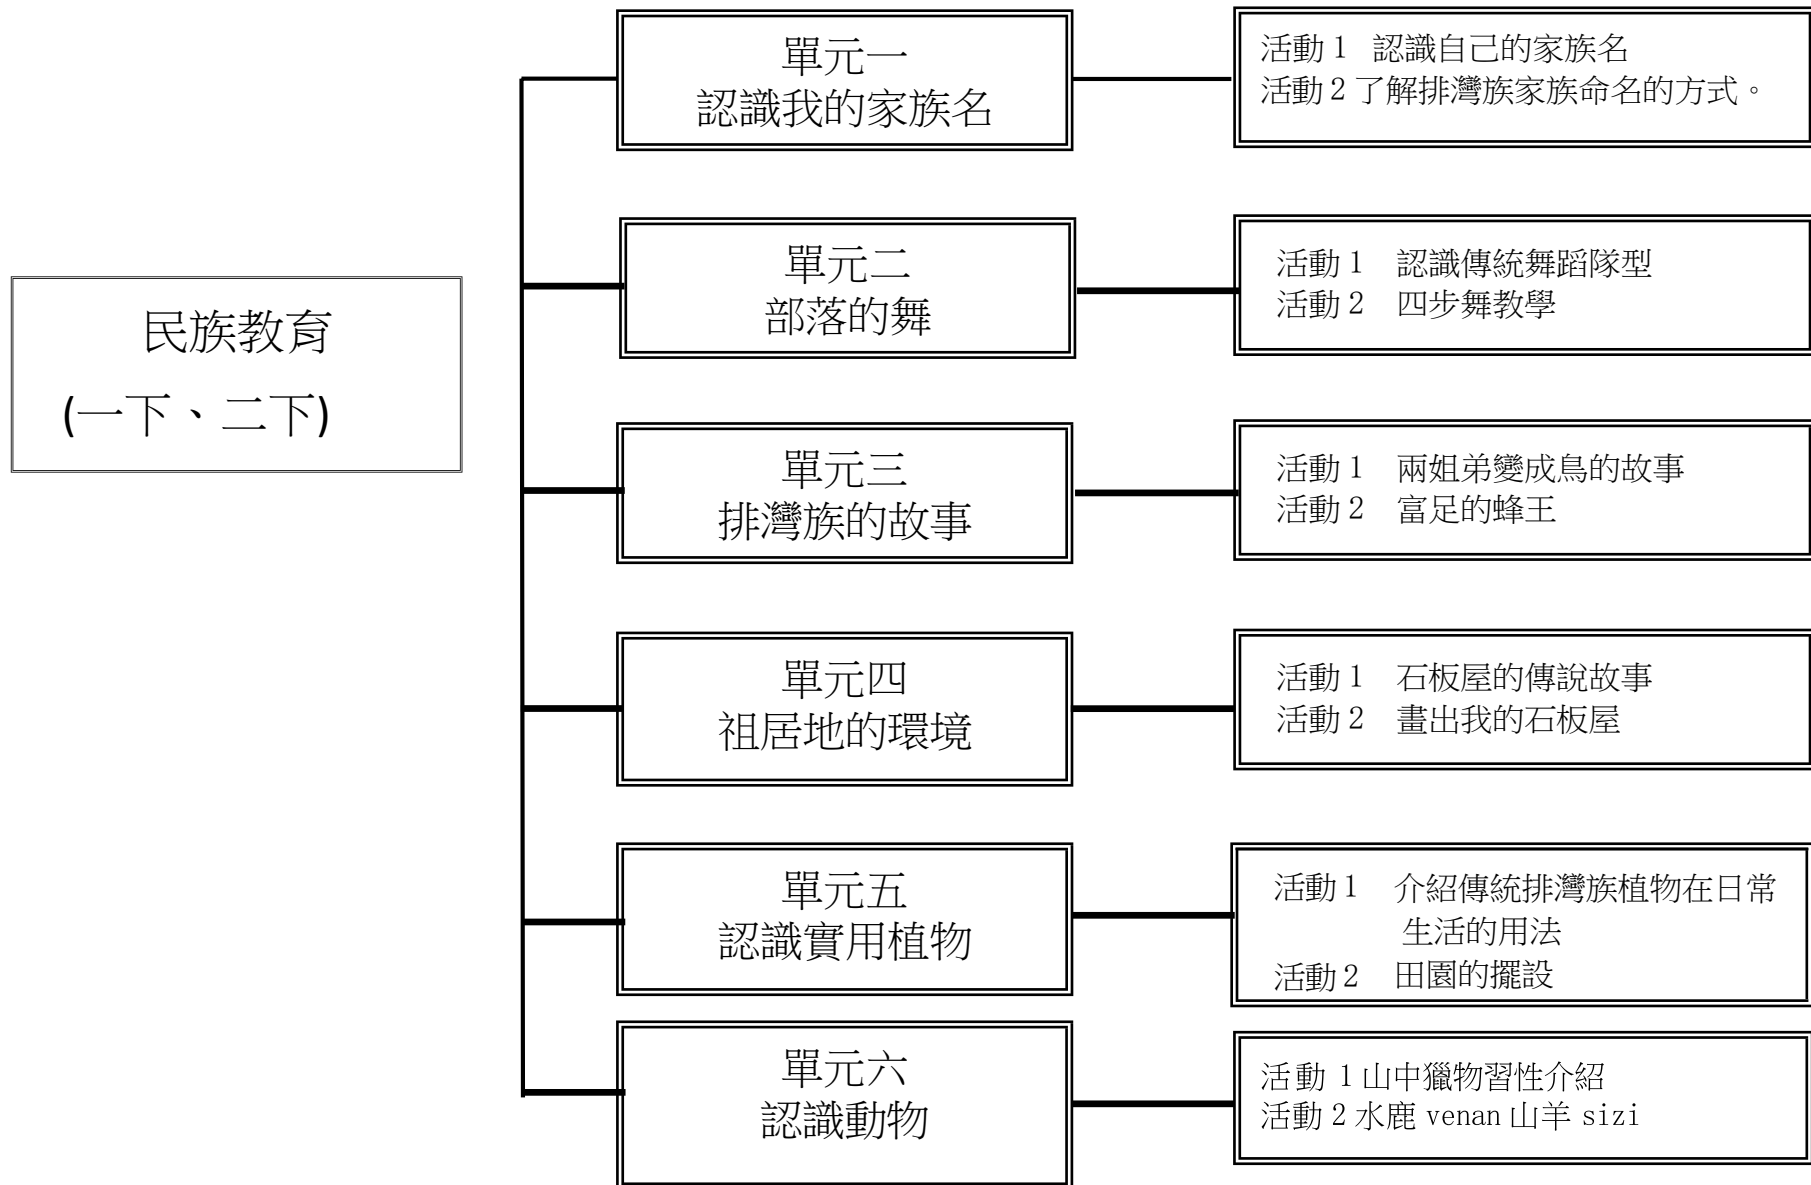 民族教育
(一下、二下)
單元一
認識我的家族名
活動1 認識自己的家族名
活動2了解排灣族家族命名的方式。
單元二
部落的舞
活動1 認識傳統舞蹈隊型
活動2 四步舞教學
單元三
排灣族的故事
活動1 兩姐弟變成鳥的故事
活動2 富足的蜂王
單元四
祖居地的環境
活動1 石板屋的傳說故事
活動2 畫出我的石板屋
單元五
認識實用植物
活動1 介紹傳統排灣族植物在日常
生活的用法
活動2 田園的擺設
單元六
認識動物
活動 1山中獵物習性介紹
活動2水鹿 venan山羊 sizi